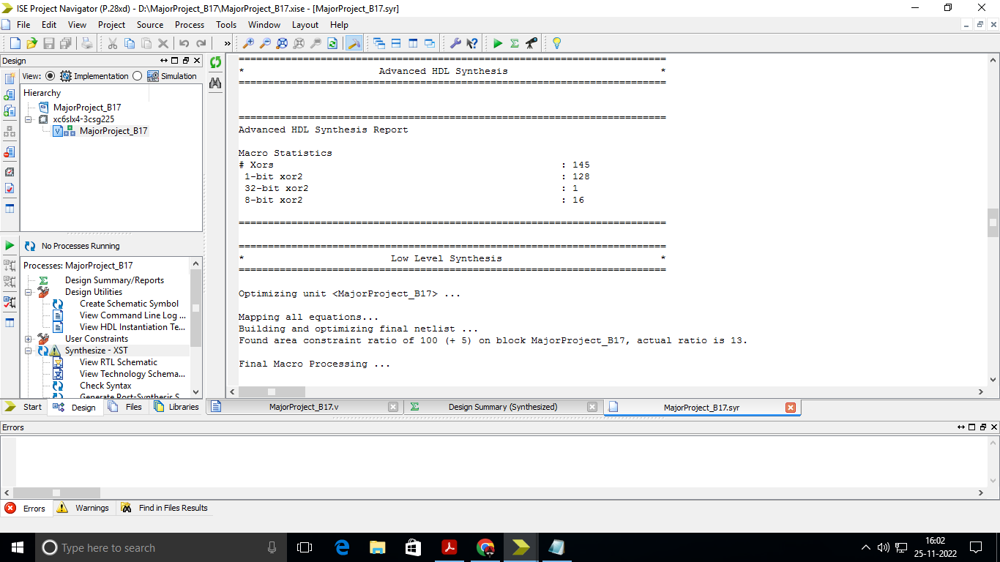 ISE Project Navigator (P.28xd) - D:\MajorProject_B17\MajorProject_B17.xise - [MajorProject_B17.syr]
File Edit View Project Source Process Tools Window Layout Help
»
Design
View: Implementation Simulation
Hierarchy
MajorProject_B17
xc6slx4-3csg225
V MajorProject_B17
No Processes Running
Processes: MajorProject_B17
Design Summary/Reports
Design Utilities
Create Schematic Symbol
View Command Line Log ...
View HDL Instantiation Te...
User Constraints
Synthesize - XST
View RTL Schematic
View Technology Schema...
Check Syntax
Generate Post-Synthesis S
Start Design Files Libraries
=========================================================================
* Advanced HDL Synthesis *
=========================================================================
=========================================================================
Advanced HDL Synthesis Report
Macro Statistics
# Xors : 145
1-bit xor2 : 128
32-bit xor2 : 1
8-bit xor2 : 16
=========================================================================
=========================================================================
* Low Level Synthesis *
=========================================================================
Optimizing unit <MajorProject_B17> ...
Mapping all equations...
Building and optimizing final netlist ...
Found area constraint ratio of 100 (+ 5) on block MajorProject_B17, actual ratio is 13.
Final Macro Processing ...
MajorProject_B17.v Design Summary (Synthesized) MajorProject_B17.syr
Errors
Errors Warnings Find in Files Results
Type here to search
16:02
25-11-2022